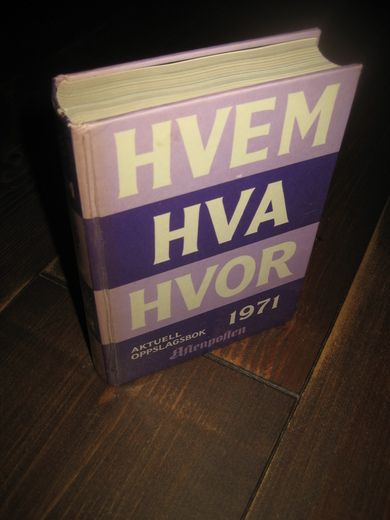 HVEM
HVA
HVOR
1971
AKTUELL
OPPSLAGSBOK
Aftenposten